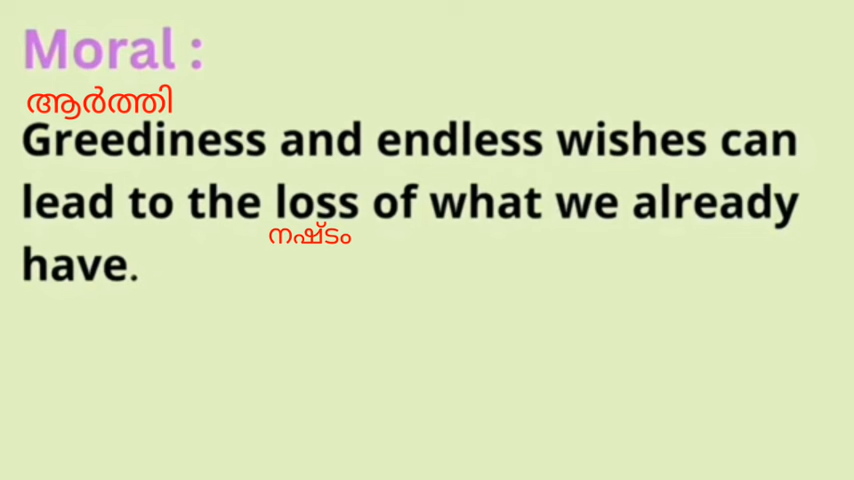 Moral :
ആർത്തി
Greediness and endless wishes can
lead to the loss of what we already
നഷ്ടം
have.